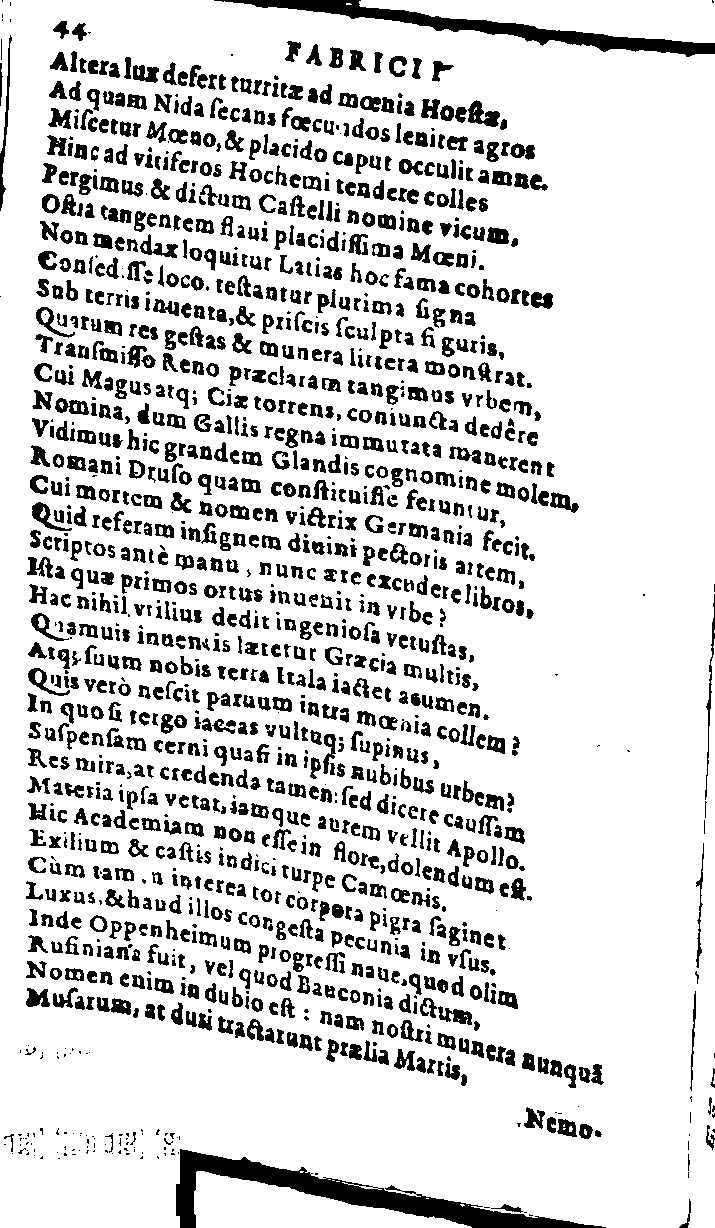 44
FABRICII
Altera lux defert turritæ ad mœnia Hoeſtæ,
Ad quam Nida ſecans fœcundos leniter agros
Miſcetur Mœno, & placido caput occulit amne.
Hinc ad vitiferos Hochemi tendere colles
Pergimus & dictum Caſtelli nomine vicum,
Oſtia tangentem flaui placidiſſima Mœni.
Non mendax loquitur Latias hoc fama cohortes
Conſediſſe loco. teſtantur plurima ſigna
Sub terris inuenta, & priſcis ſculpta figuris,
Quarum res geſtas & munera littera monſtrat.
Tranſmiſſo Reno præclaram tangimus vrbem,
Cui Magus atq; Ciæ torrens, coniuncta dedêre
Nomina, dum Gallis regna immutata manerent
Vidimus hic grandem Glandis cognomine molem,
Romani Druſo quam conſtituiſſe feruntur,
Cui mortem & nomen victrix Germania fecit.
Quid referam inſignem diuini pectoris artem,
Scriptos antè manu, nunc ære excudere libros,
Iſta quæ primos ortus inuenit in vrbe?
Hac nihil vtilius dedit ingenioſa vetuſtas,
Quamuis inuentis lætetur Græcia multis,
Atq; ſuum nobis terra Itala iactet acumen.
Quis verò neſcit paruum intra mœnia collem?
In quo ſi tergo iaceas vultuq; ſupinus,
Suſpenſam cerni quaſi in ipſis nubibus urbem?
Res mira, at credenda tamen: ſed dicere cauſſam
Materia ipſa vetat, iamque aurem vellit Apollo.
Hic Academiam non eſſe in flore, dolendum eſt.
Exilium & caſtis indici turpe Camœnis.
Cùm tamen interea tot corpora pigra ſaginet
Luxus, & haud illos congeſta pecunia in vſus.
Inde Oppenheimum progreſſi naue, quod olim
Rufiniana fuit, vel quod Bauconia dictum,
Nomen enim in dubio eſt: nam noſtri munera nunquã
Muſarum, at duri tractarunt prælia Martis,
Nemo-